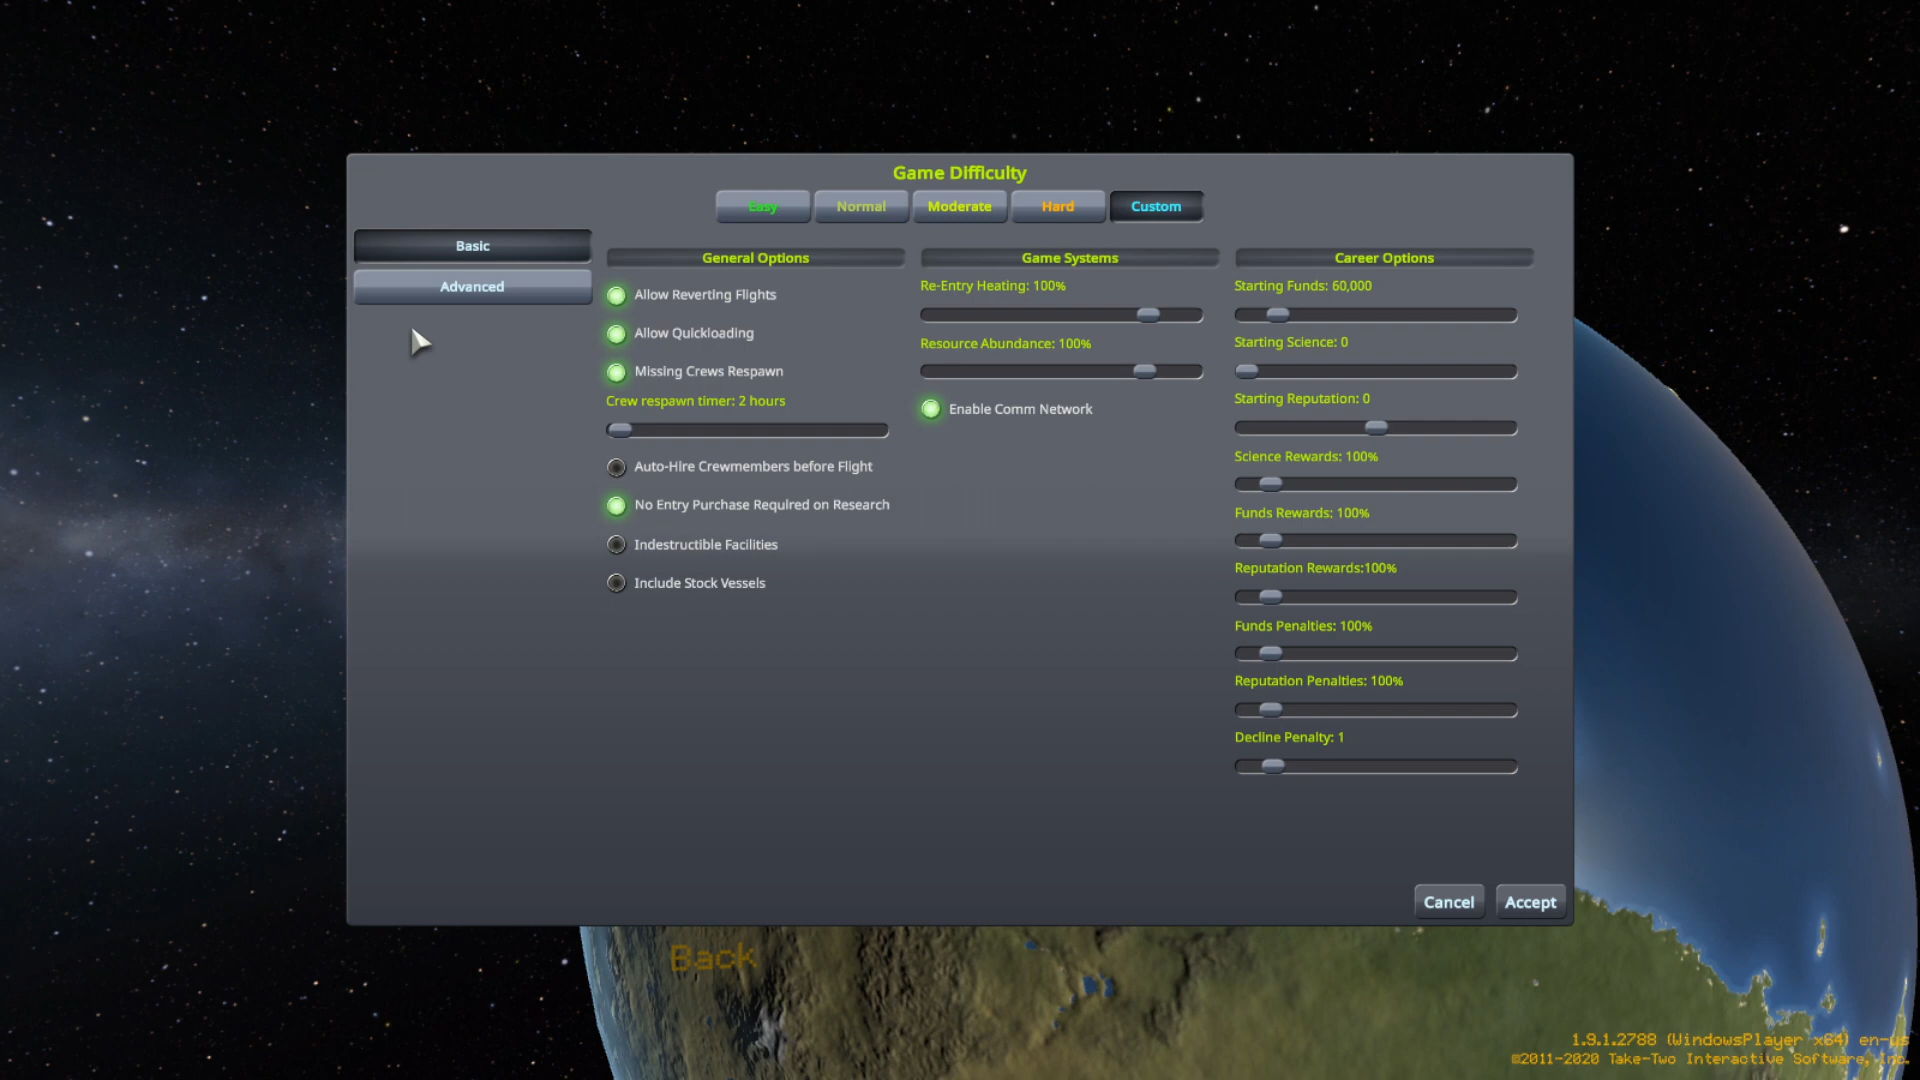 Game Difficulty
Easy Normal Moderate Hard Custom
Basic
Advanced
General Options
Allow Reverting Flights
Allow Quickloading
Missing Crews Respawn
Crew respawn timer: 2 hours
Auto-Hire Crewmembers before Flight
No Entry Purchase Required on Research
Indestructible Facilities
Include Stock Vessels
Game Systems
Re-Entry Heating: 100%
Resource Abundance: 100%
Enable Comm Network
Career Options
Starting Funds: 60,000
Starting Science: 0
Starting Reputation: 0
Science Rewards: 100%
Funds Rewards: 100%
Reputation Rewards:100%
Funds Penalties: 100%
Reputation Penalties: 100%
Decline Penalty: 1
Cancel Accept
Back
1.9.1.2788 (WindowsPlayer x64) en-us
©2011-2020 Take-Two Interactive Software, Inc.